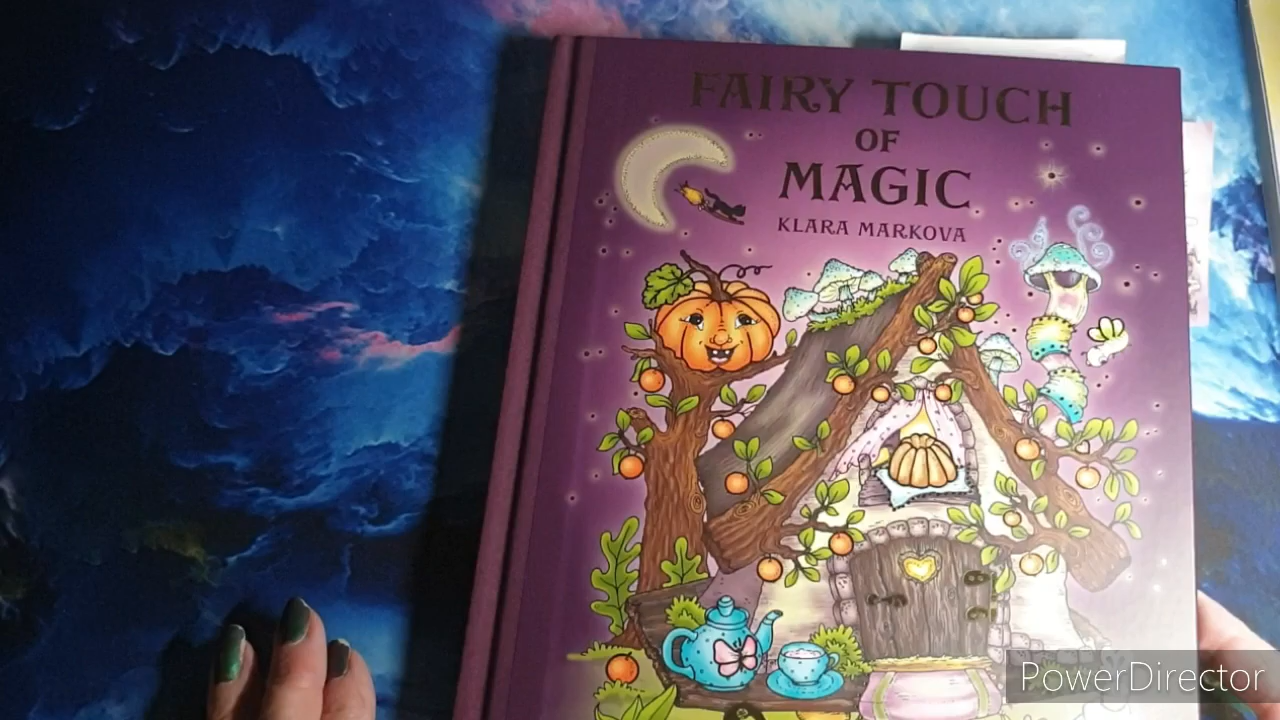 FAIRY TOUCH
OF
MAGIC
KLARA MARKOVA
PowerDirector